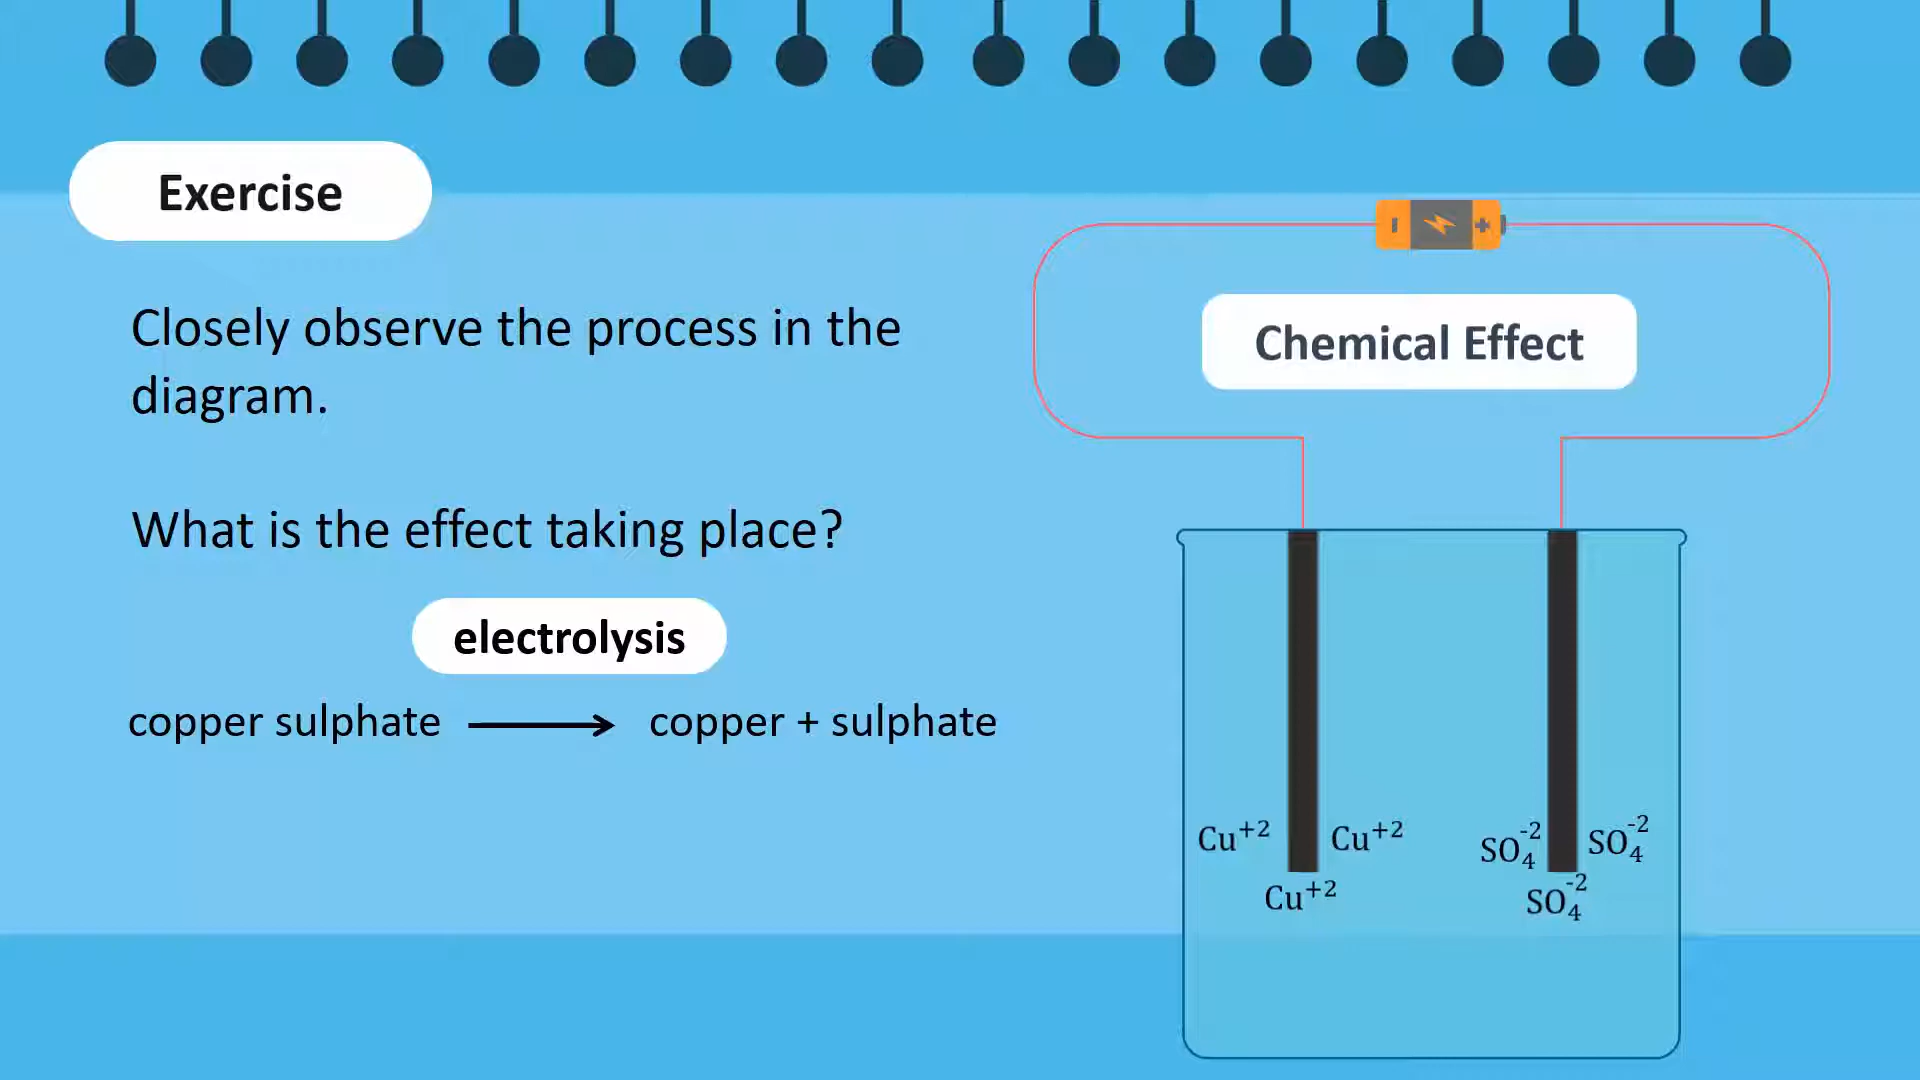 Exercise
Closely observe the process in the
diagram.
What is the effect taking place?
electrolysis
copper sulphate ⟶ copper + sulphate
- +
Chemical Effect
Cu⁺² Cu⁺² SO₄⁻² SO₄⁻²
Cu⁺² SO₄⁻²